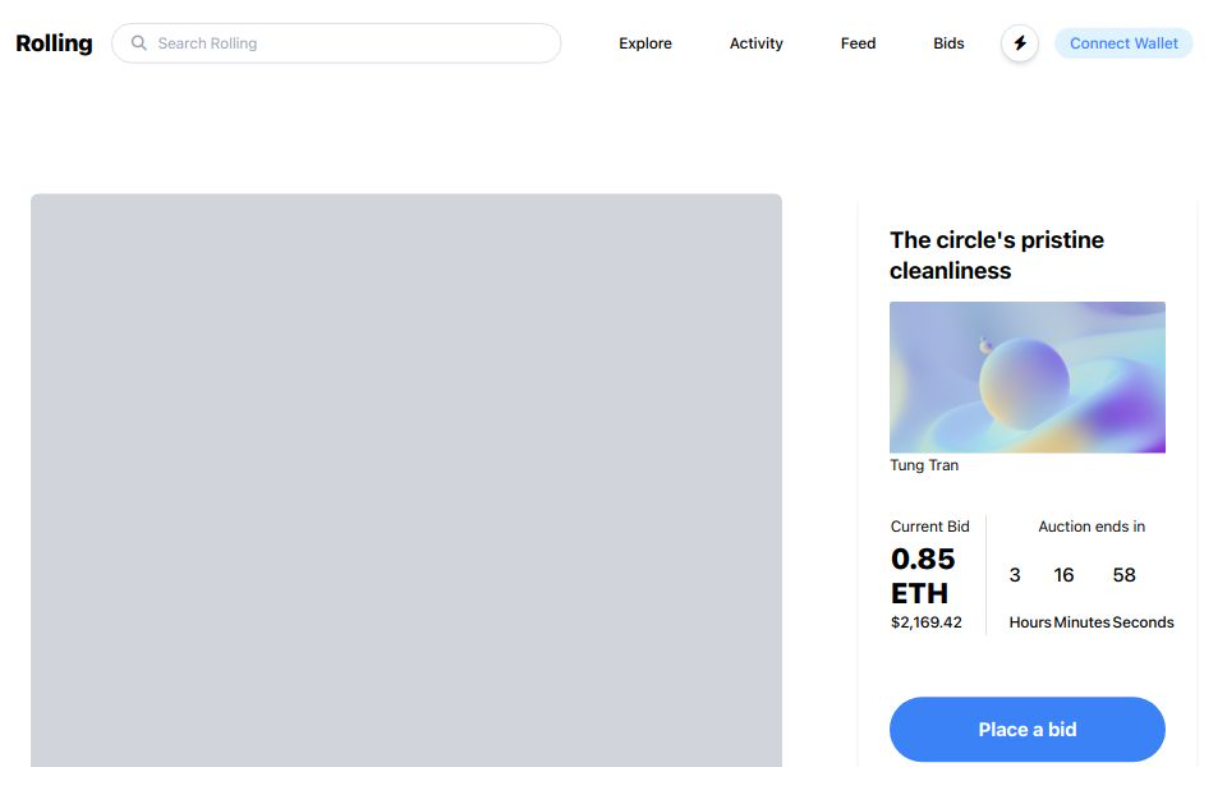 Rolling
Search Rolling
Explore
Activity
Feed
Bids
Connect Wallet
The circle's pristine
cleanliness
Tung Tran
Current Bid
0.85
ETH
$2,169.42
Auction ends in
3 16 58
Hours Minutes Seconds
Place a bid